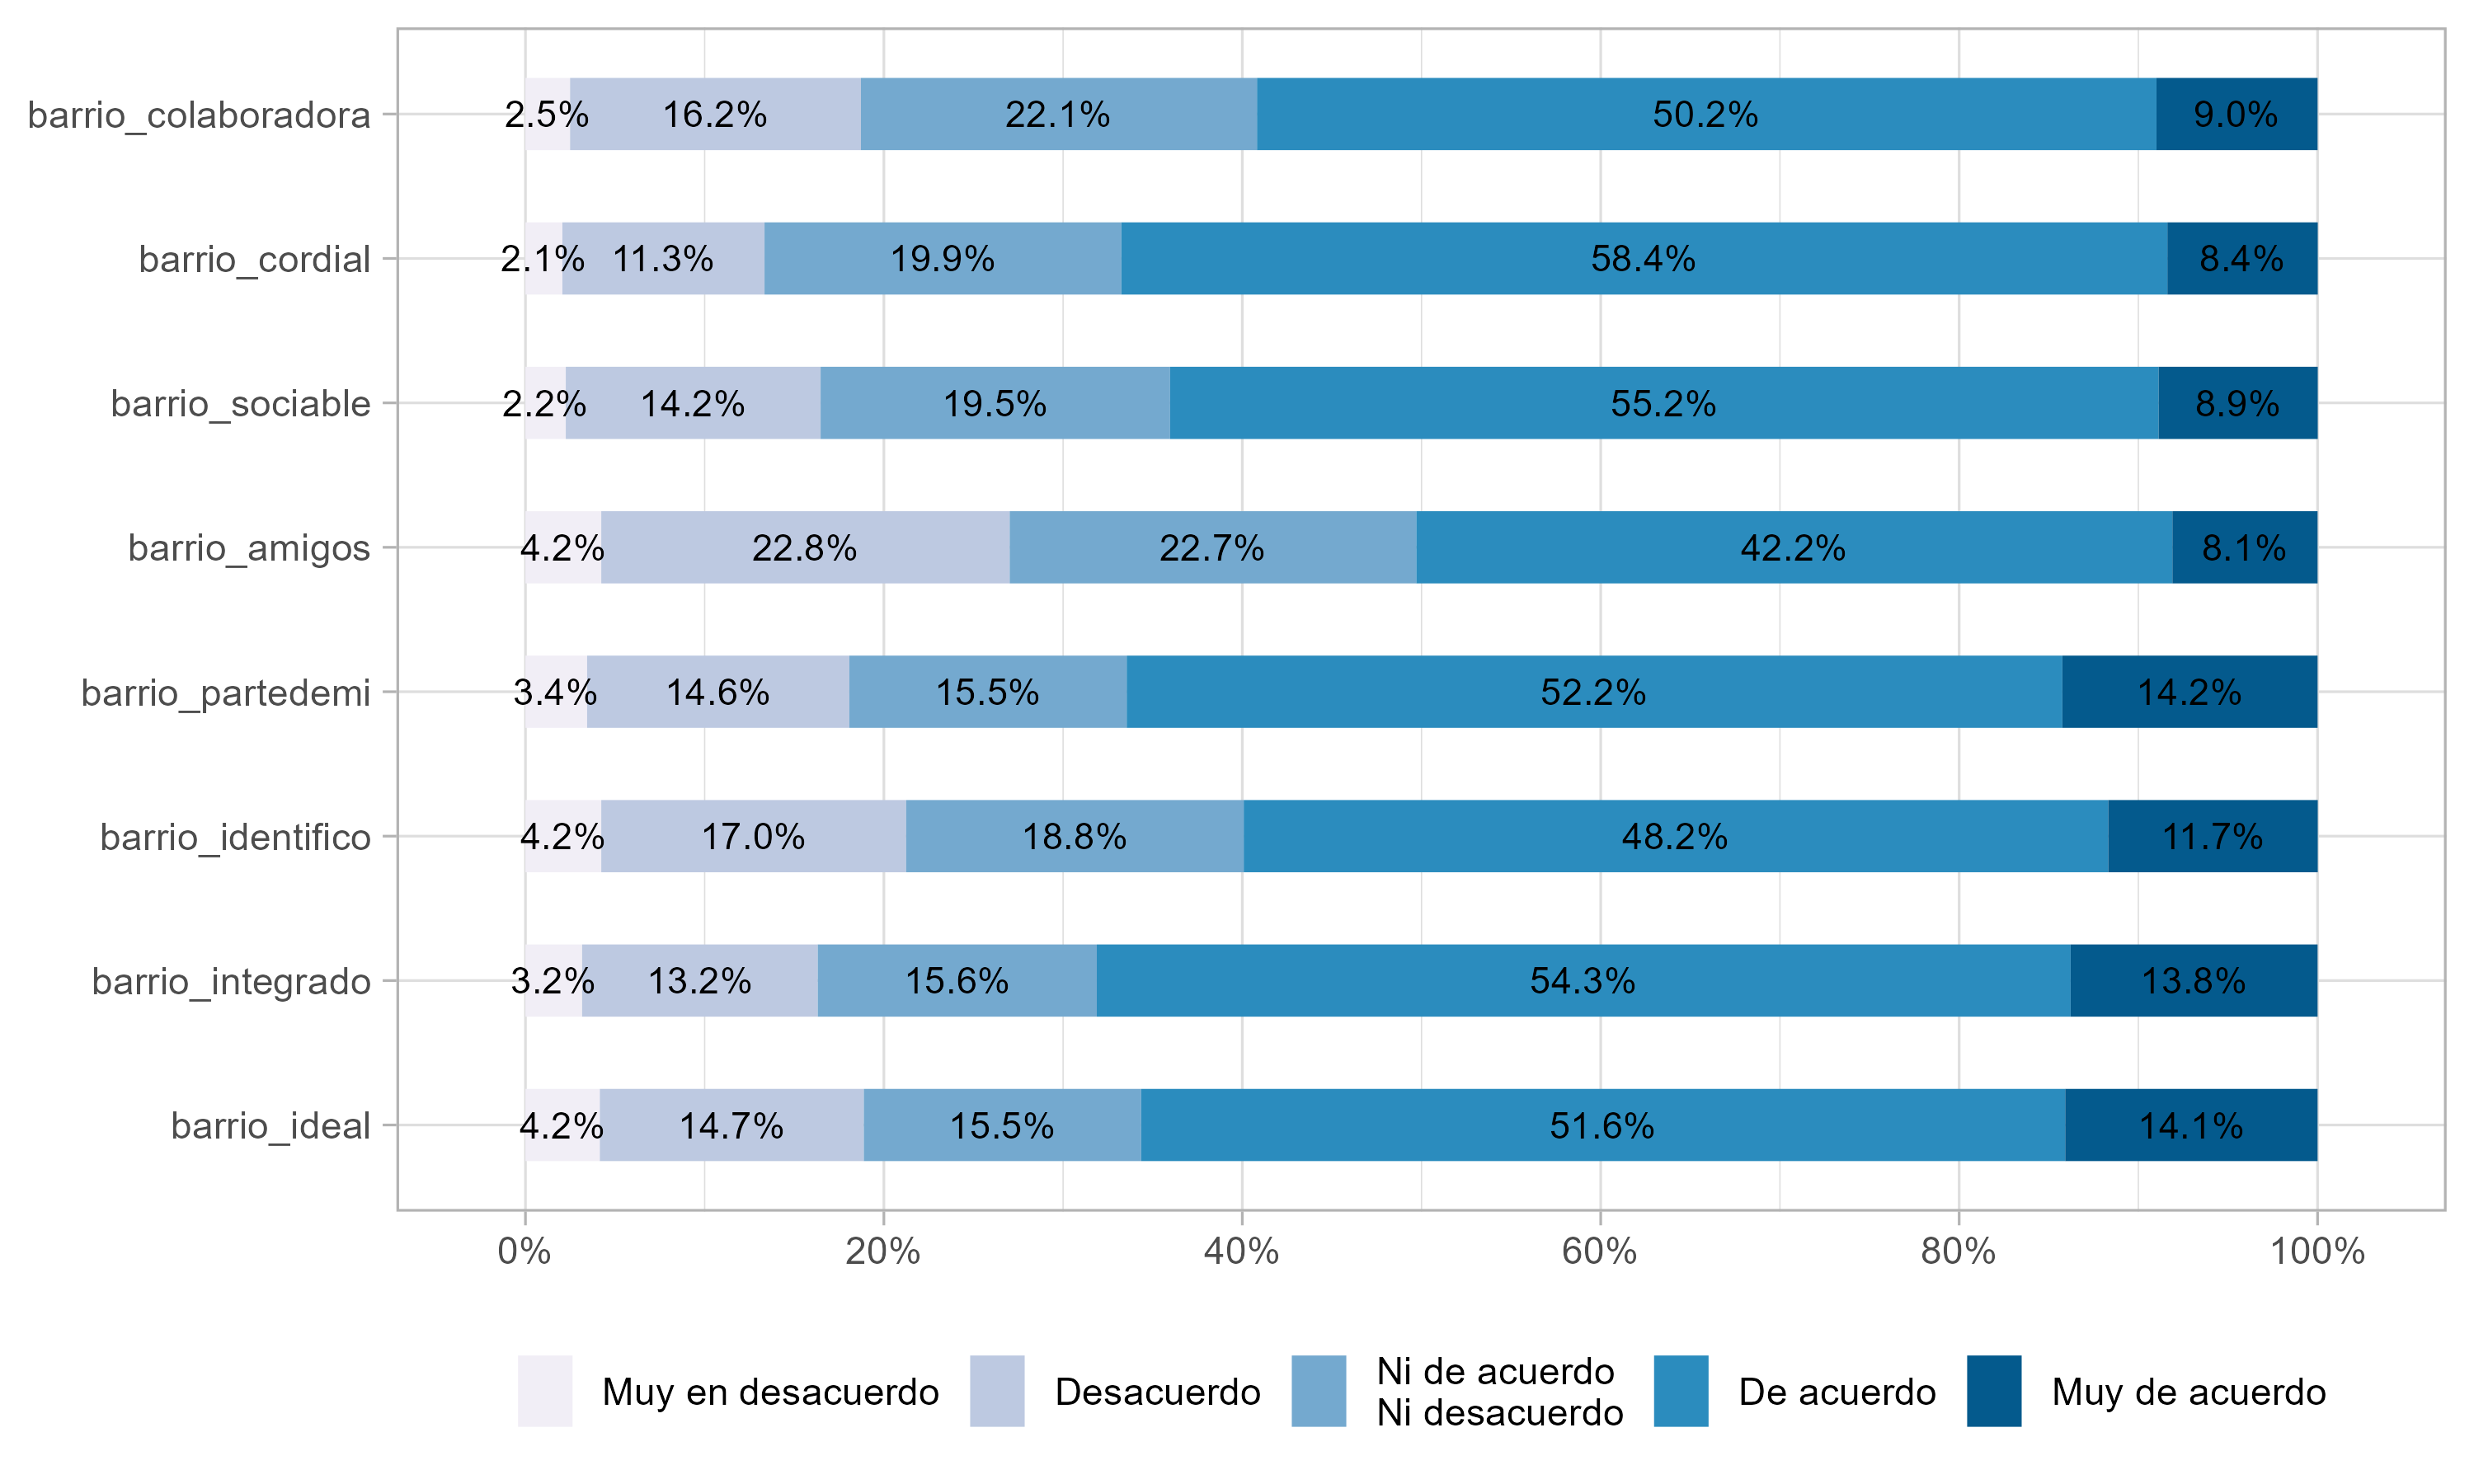 barrio_colaboradora 2.5% 16.2% 22.1% 50.2% 9.0%
barrio_cordial 2.1% 11.3% 19.9% 58.4% 8.4%
barrio_sociable 2.2% 14.2% 19.5% 55.2% 8.9%
barrio_amigos 4.2% 22.8% 22.7% 42.2% 8.1%
barrio_partedemi 3.4% 14.6% 15.5% 52.2% 14.2%
barrio_identifico 4.2% 17.0% 18.8% 48.2% 11.7%
barrio_integrado 3.2% 13.2% 15.6% 54.3% 13.8%
barrio_ideal 4.2% 14.7% 15.5% 51.6% 14.1%
0% 20% 40% 60% 80% 100%
Muy en desacuerdo
Desacuerdo
Ni de acuerdo
Ni desacuerdo
De acuerdo
Muy de acuerdo